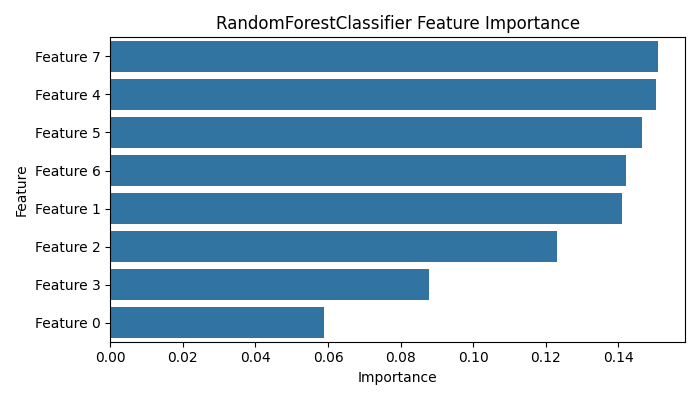 RandomForestClassifier Feature Importance
Feature 7
Feature 4
Feature 5
Feature 6
Feature 1
Feature 2
Feature 3
Feature 0
Feature
0.00 0.02 0.04 0.06 0.08 0.10 0.12 0.14
Importance